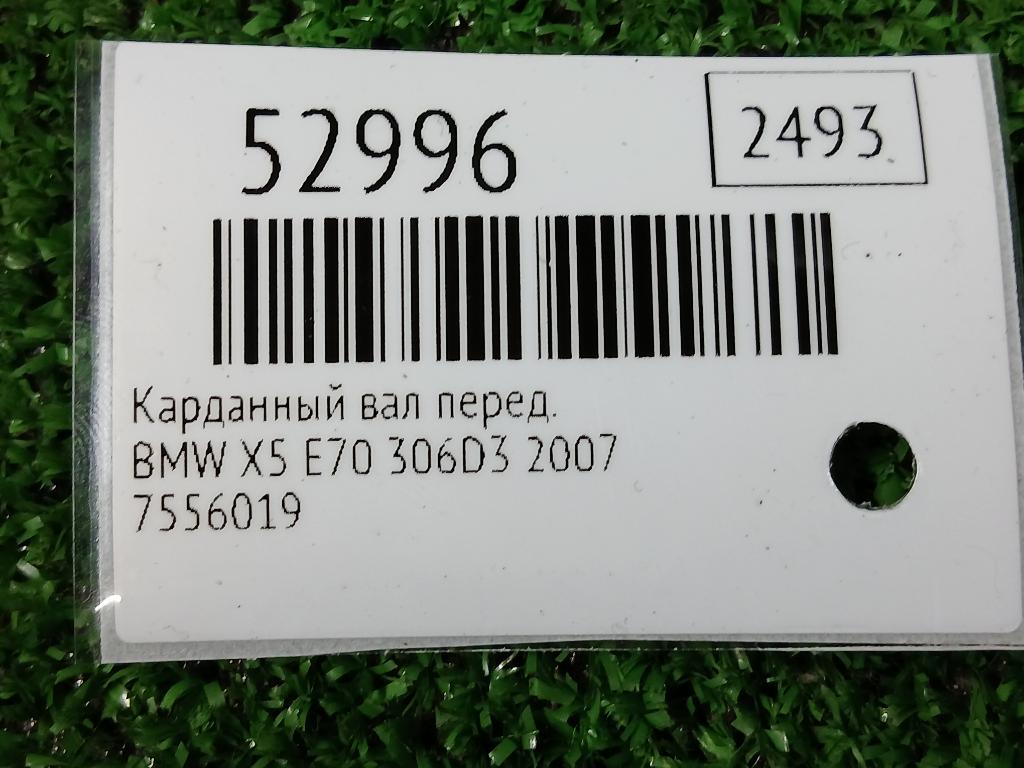 52996
2493
Карданный вал перед.
BMW X5 E70 306D3 2007
7556019